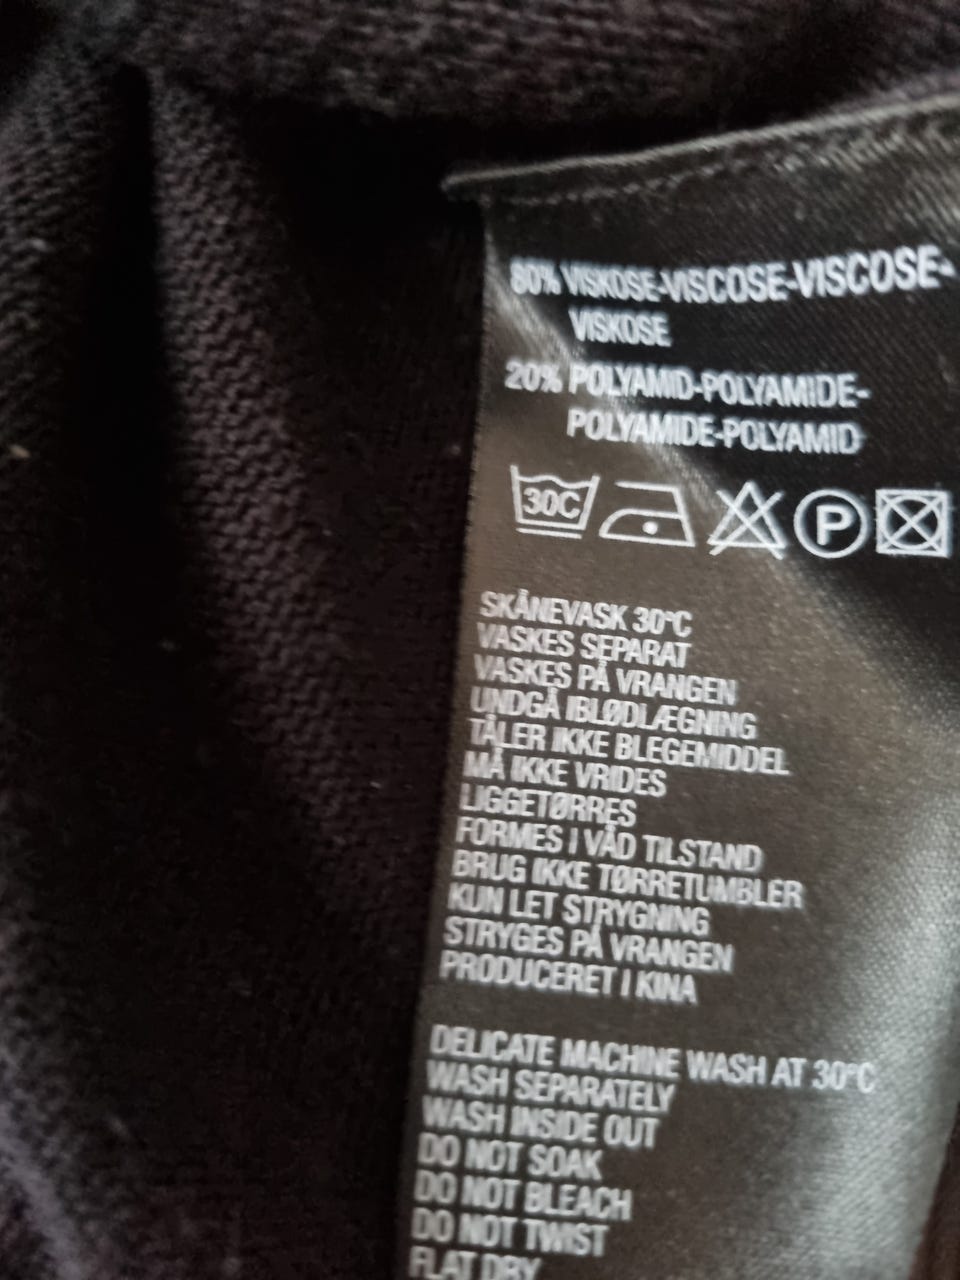 80% VISKOSE-VISCOSE-VISCOSE-
VISKOSE
20% POLYAMID-POLYAMIDE-
POLYAMIDE-POLYAMID
30C P
SKÅNEVASK 30°C
VASKES SEPARAT
VASKES PÅ VRANGEN
UNDGÅ IBLØDLÆGNING
TÅLER IKKE BLEGEMIDDEL
MÅ IKKE VRIDES
LIGGETØRRES
FORMES I VÅD TILSTAND
BRUG IKKE TØRRETUMBLER
KUN LET STRYGNING
STRYGES PÅ VRANGEN
PRODUCERET I KINA
DELICATE MACHINE WASH AT 30°C
WASH SEPARATELY
WASH INSIDE OUT
DO NOT SOAK
DO NOT BLEACH
DO NOT TWIST
FLAT DRY